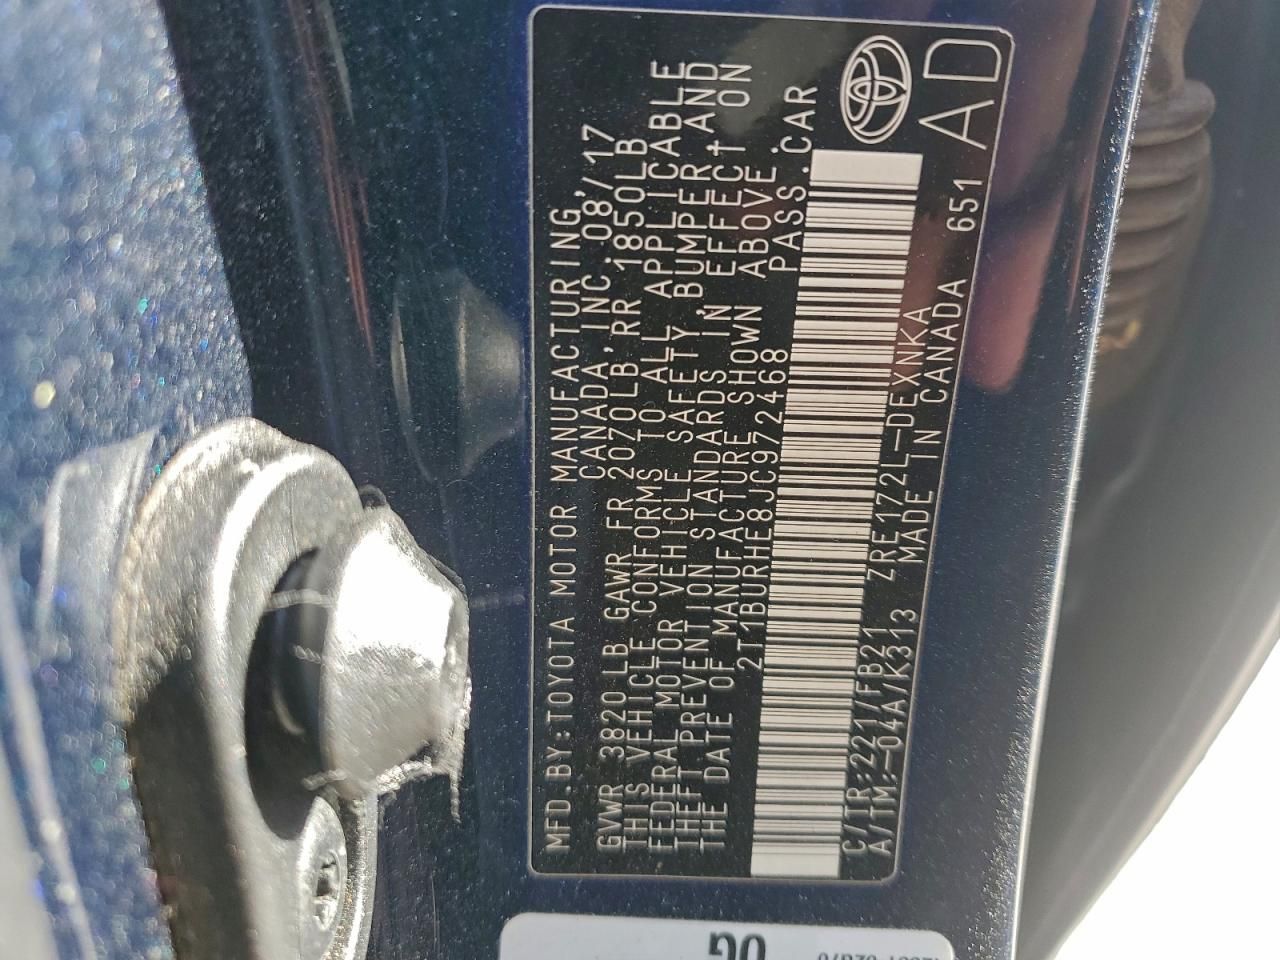 MFD.BY:TOYOTA MOTOR MANUFACTURING,
CANADA, INC. 08/17
GVWR 3820 LB GAWR FR 2070LB, RR 1850LB
THIS VEHICLE CONFORMS TO ALL APPLICABLE
FEDERAL MOTOR VEHICLE SAFETY, BUMPER, AND
THEFT PREVENTION STANDARDS IN EFFECT ON
THE DATE OF MANUFACTURE SHOWN ABOVE.
2T1BURHE8JC972468 PASS.CAR
C/TR:221/FB21 ZRE172L-DEXNKA
A/TM:-04A/K313 MADE IN CANADA 651
AD